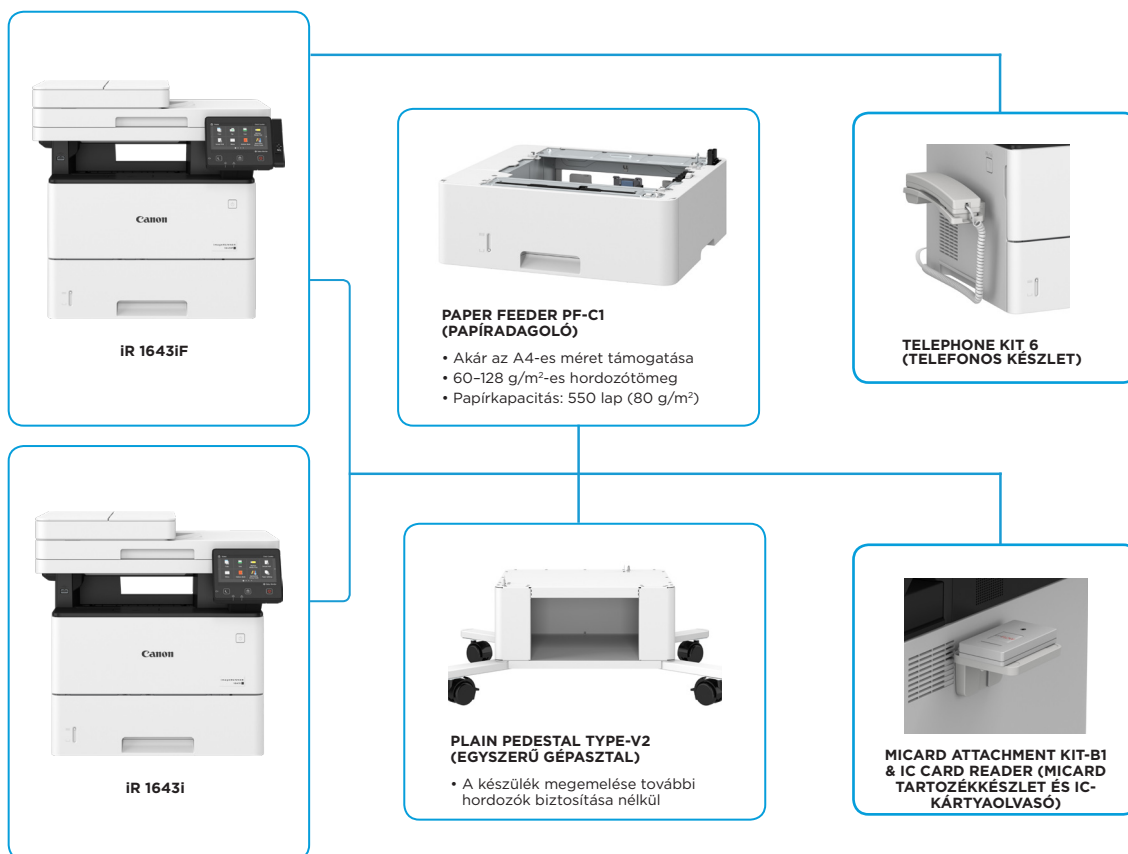 Canon
iR 1643iF
PAPER FEEDER PF-C1
(PAPÍRADAGOLÓ)
• Akár az A4-es méret támogatása
• 60–128 g/m²-es hordozótömeg
• Papírkapacitás: 550 lap (80 g/m²)
TELEPHONE KIT 6
(TELEFONOS KÉSZLET)
Canon
iR 1643i
PLAIN PEDESTAL TYPE-V2
(EGYSZERŰ GÉPASZTAL)
• A készülék megemelése további
hordozók biztosítása nélkül
MICARD ATTACHMENT KIT-B1
& IC CARD READER (MICARD
TARTOZÉKKÉSZLET ÉS IC-
KÁRTYAOLVASÓ)